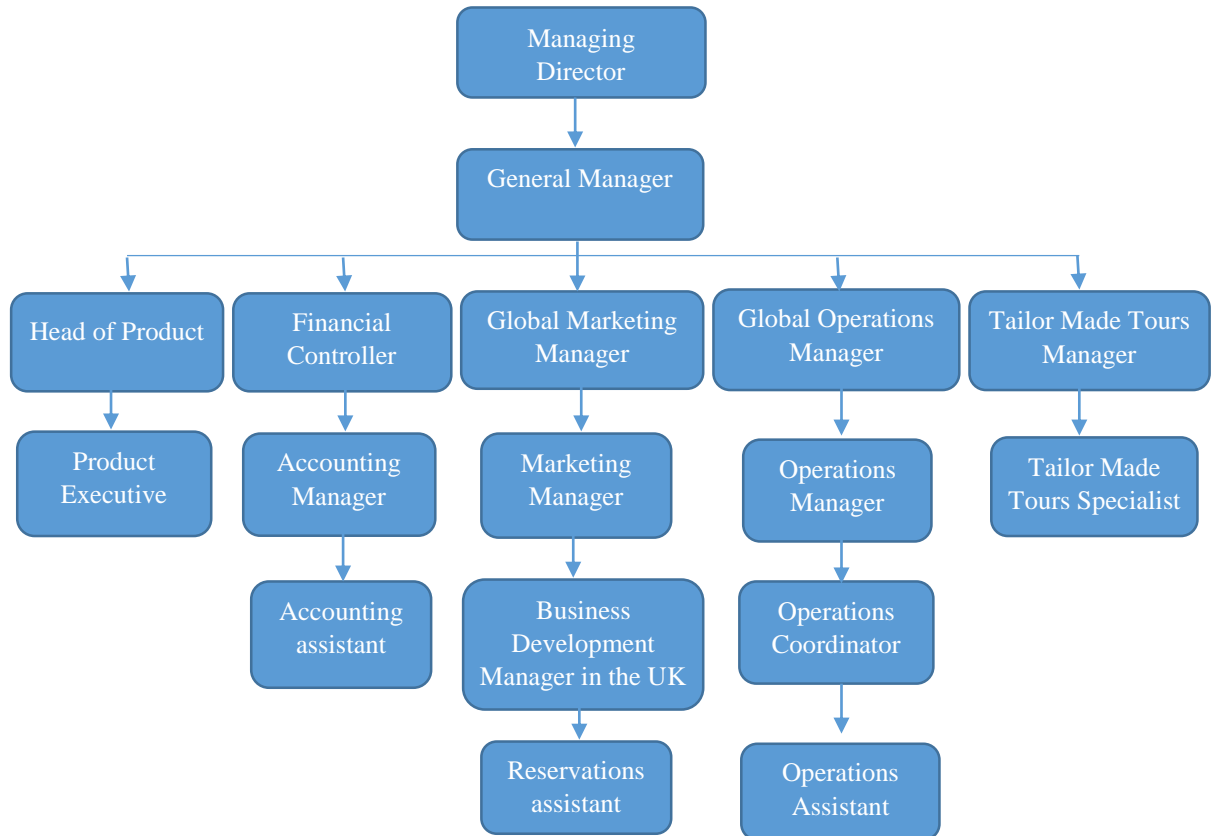 Managing
Director
General Manager
Head of Product
Financial
Controller
Global Marketing
Manager
Global Operations
Manager
Tailor Made Tours
Manager
Product
Executive
Accounting
Manager
Marketing
Manager
Operations
Manager
Tailor Made
Tours Specialist
Accounting
assistant
Business
Development
Manager in the UK
Operations
Coordinator
Reservations
assistant
Operations
Assistant